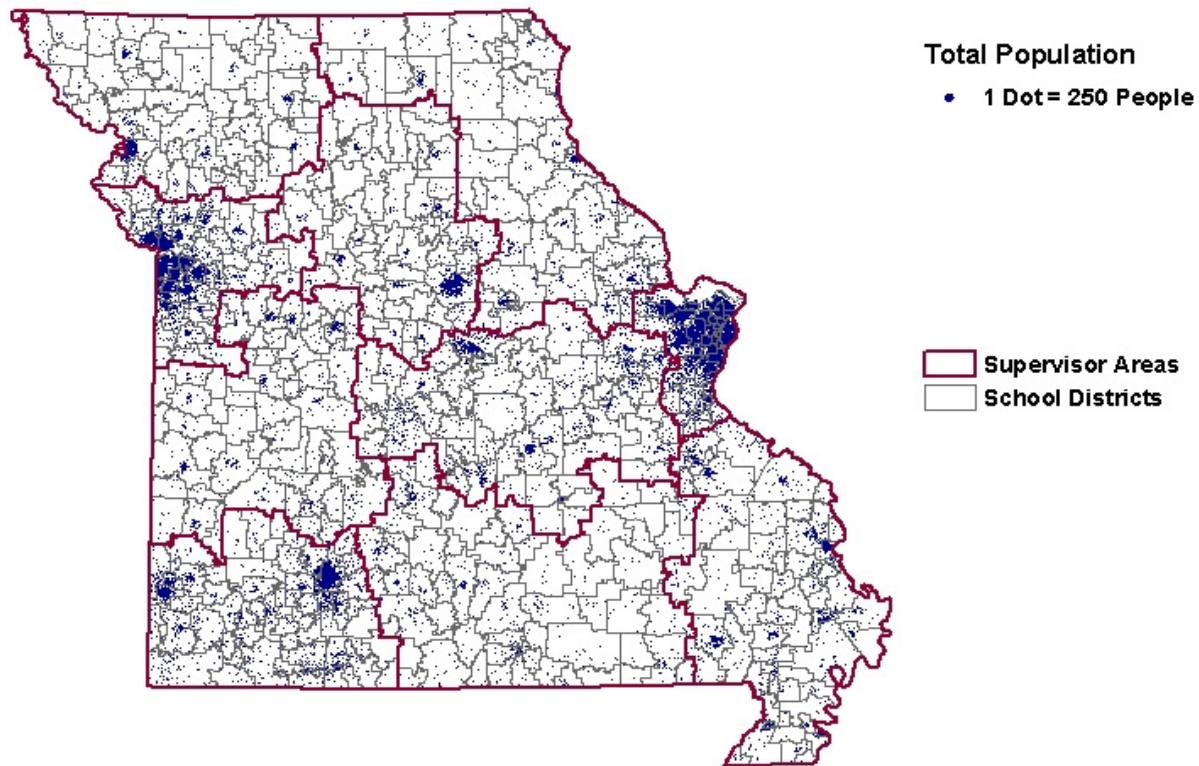 Total Population
1 Dot = 250 People
Supervisor Areas
School Districts